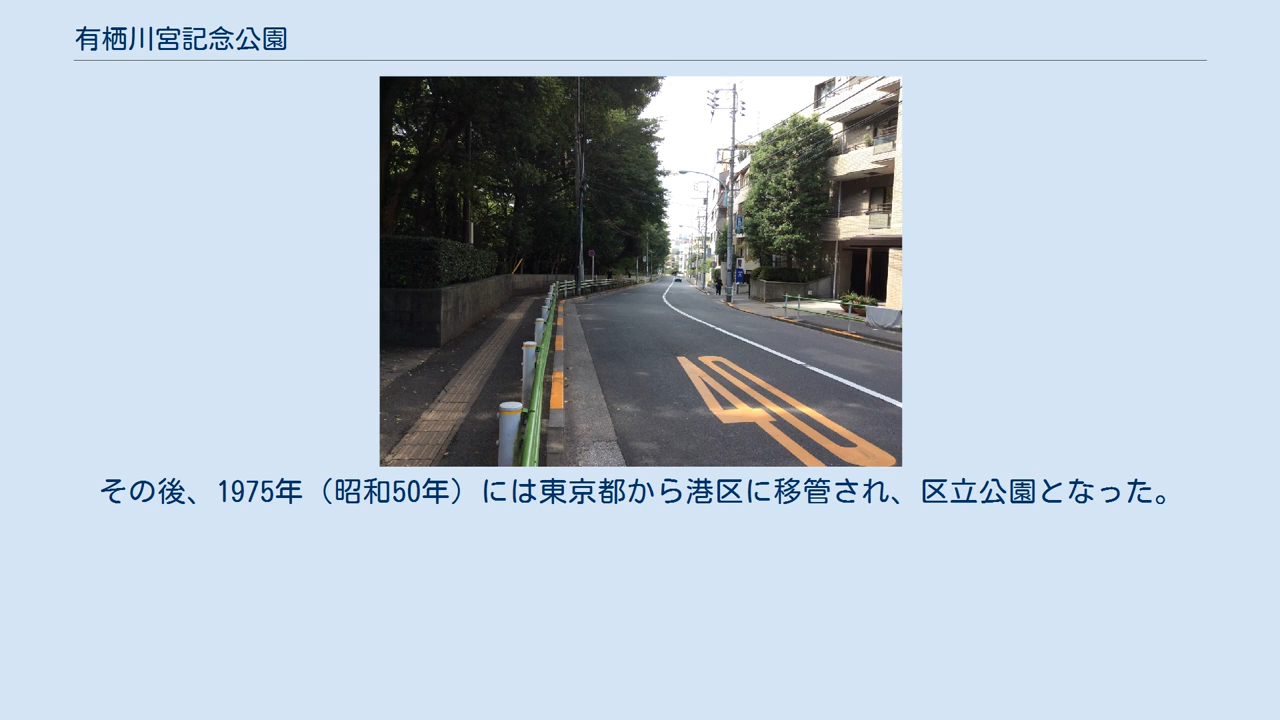 有栖川宮記念公園
40
その後、1975年（昭和50年）には東京都から港区に移管され、区立公園となった。